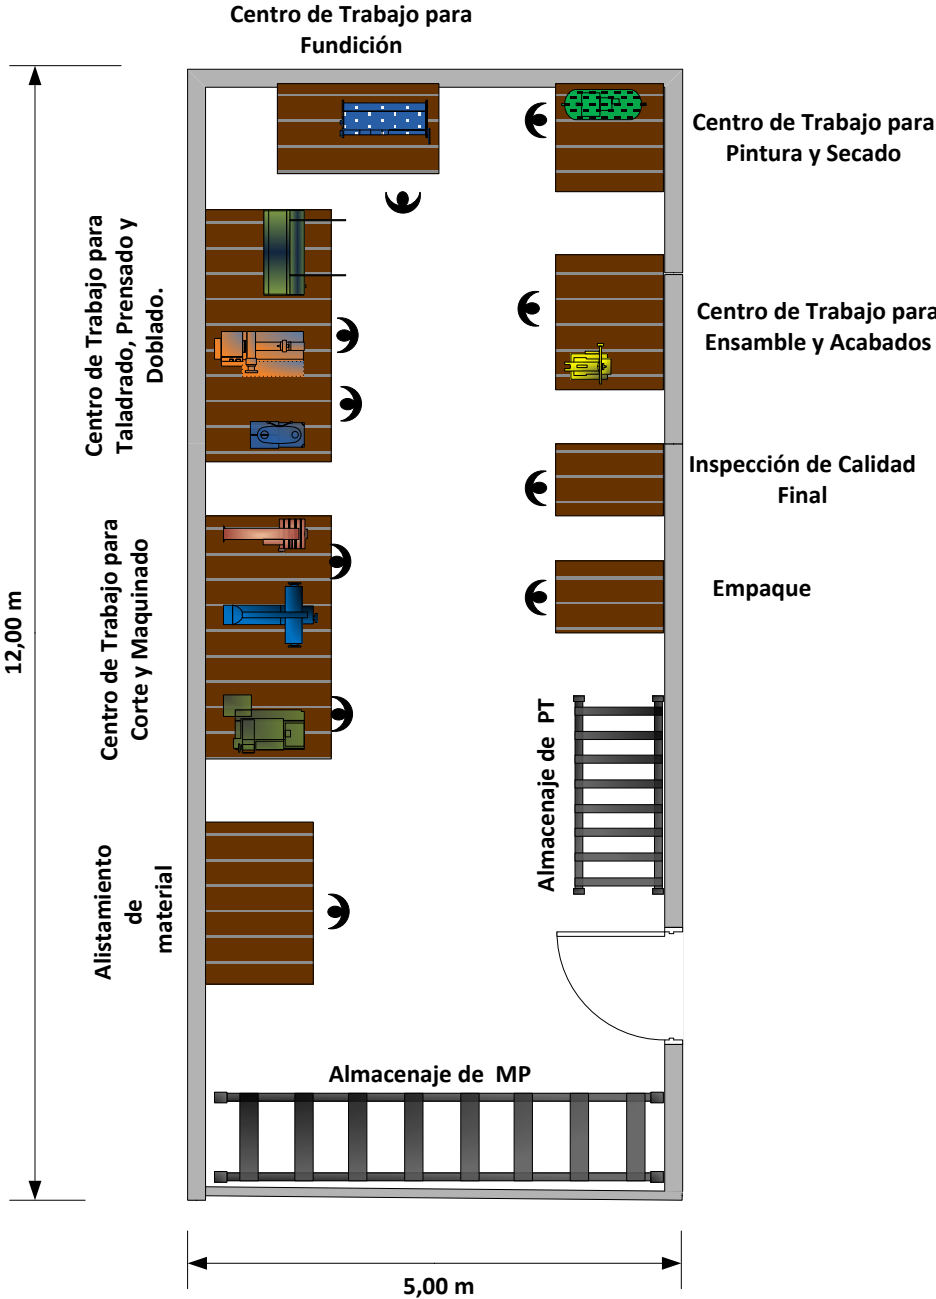 Centro de Trabajo para
Fundición
Centro de Trabajo para
Pintura y Secado
Centro de Trabajo para
Taladrado, Prensado y
Doblado.
Centro de Trabajo para
Ensamble y Acabados
Inspección de Calidad
Final
Centro de Trabajo para
Corte y Maquinado
Empaque
12,00 m
Almacenaje de PT
Alistamiento
de
material
Almacenaje de MP
5,00 m